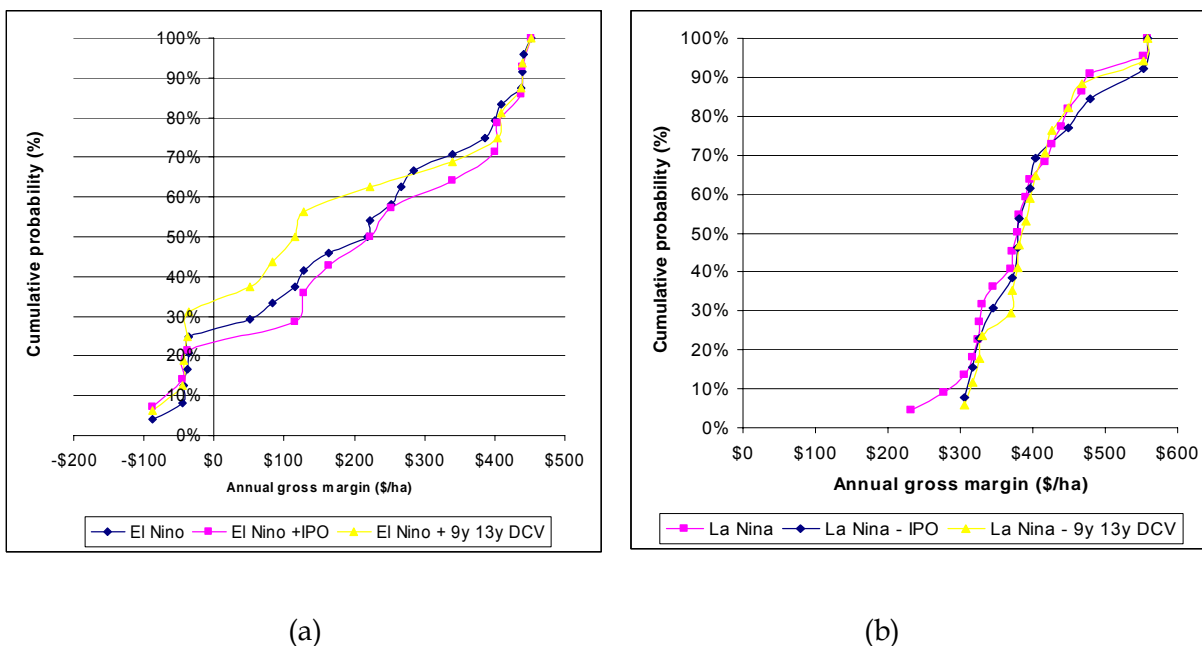 100%
90%
80%
70%
60%
50%
40%
30%
20%
10%
0%
Cumulative probability (%)
-$200 -$100 $0 $100 $200 $300 $400 $500
Annual gross margin ($/ha)
El Nino El Nino +IPO El Nino + 9y 13y DCV
(a)
100%
90%
80%
70%
60%
50%
40%
30%
20%
10%
0%
Cumulative probability (%)
$0 $100 $200 $300 $400 $500 $600
Annual gross margin ($/ha)
La Nina La Nina - IPO La Nina - 9y 13y DCV
(b)